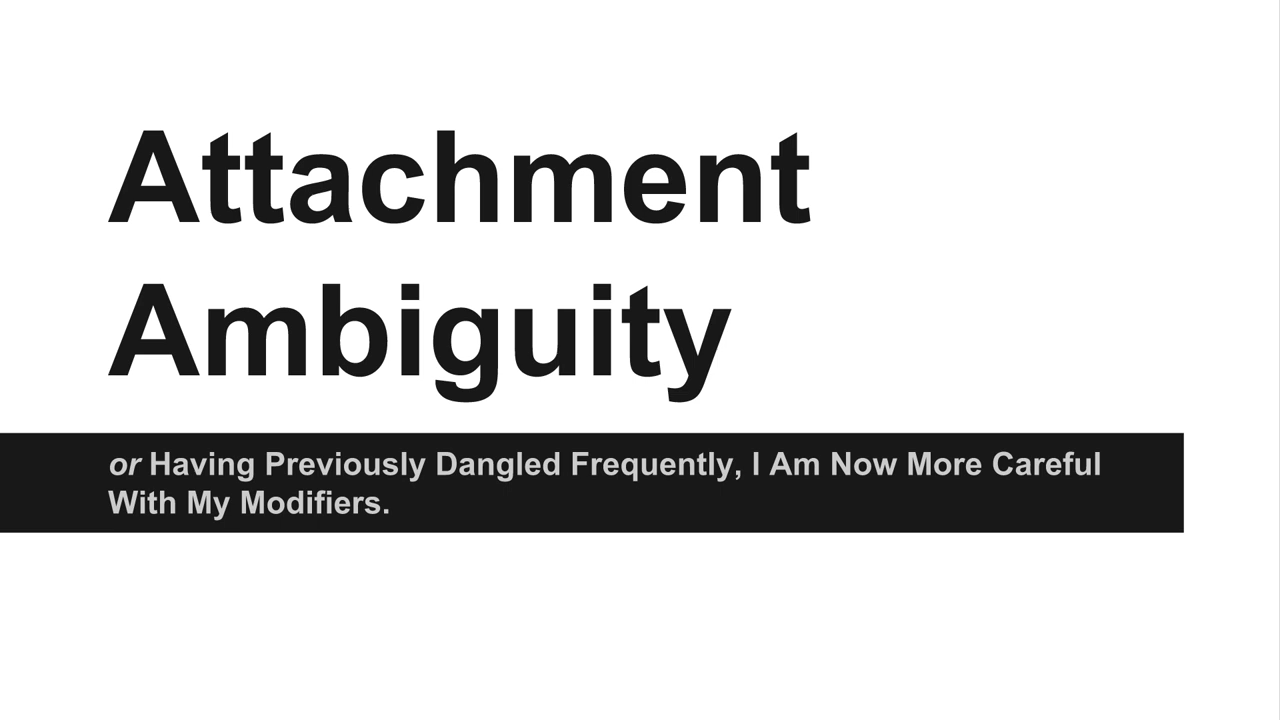 Attachment
Ambiguity
or Having Previously Dangled Frequently, I Am Now More Careful
With My Modifiers.